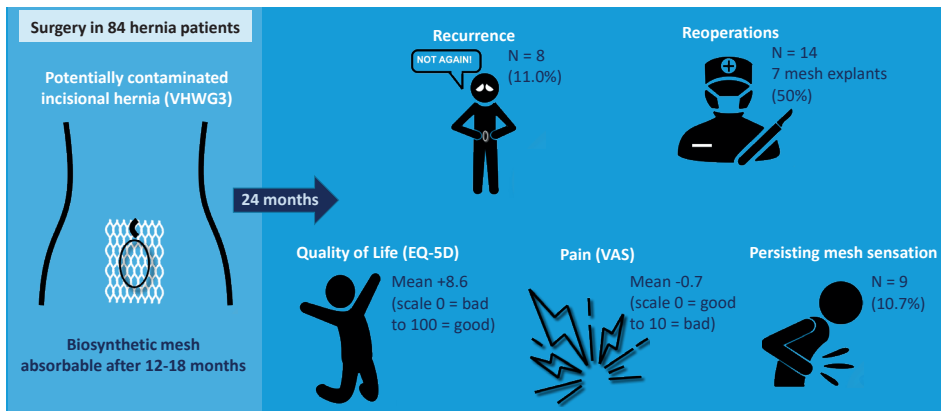 Surgery in 84 hernia patients
Potentially contaminated
incisional hernia (VHWG3)
Biosynthetic mesh
absorbable after 12-18 months
24 months
Recurrence
NOT AGAIN!
N = 8
(11.0%)
Reoperations
N = 14
7 mesh explants
(50%)
Quality of Life (EQ-5D)
Mean +8.6
(scale 0 = bad
to 100 = good)
Pain (VAS)
Mean -0.7
(scale 0 = good
to 10 = bad)
Persisting mesh sensation
N = 9
(10.7%)